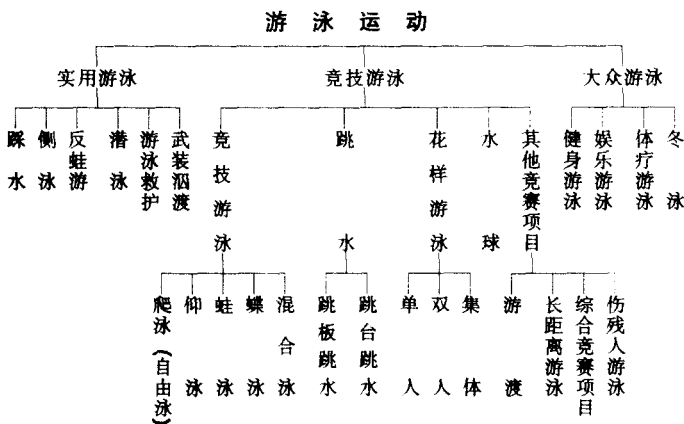 游泳运动
实用游泳
竞技游泳
大众游泳
踩水
侧泳
反蛙游
潜泳
游泳救护
武装泅渡
竞技游泳
跳水
花样游泳
水球
其他竞赛项目
健身游泳
娱乐游泳
体疗游泳
冬泳
爬泳(自由泳)
仰泳
蛙泳
蝶泳
混合泳
跳板跳水
跳台跳水
单人
双人
集体
游渡
长距离游泳
综合竞赛项目
伤残人游泳